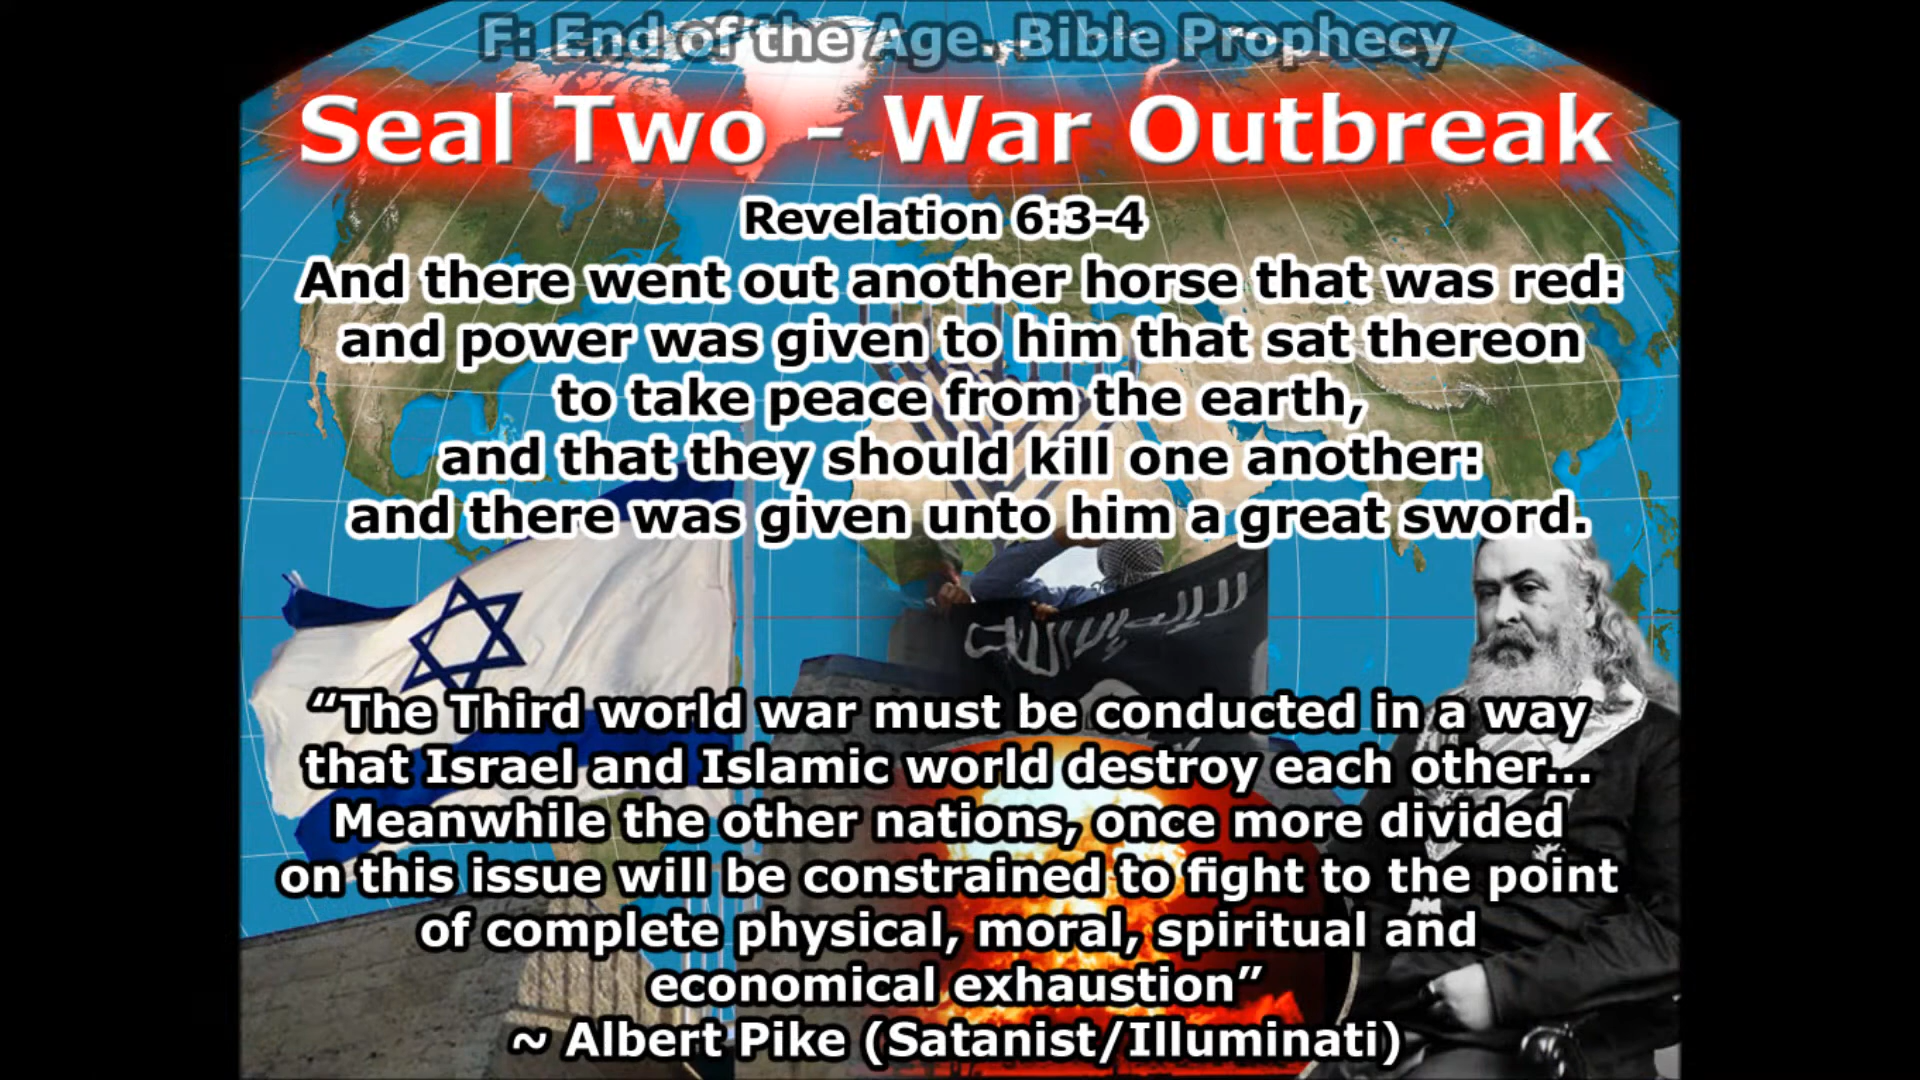 F: End of the Age. Bible Prophecy
Seal Two - War Outbreak
Revelation 6:3-4
And there went out another horse that was red:
and power was given to him that sat thereon
to take peace from the earth,
and that they should kill one another:
and there was given unto him a great sword.
“The Third world war must be conducted in a way
that Israel and Islamic world destroy each other...
Meanwhile the other nations, once more divided
on this issue will be constrained to fight to the point
of complete physical, moral, spiritual and
economical exhaustion”
~ Albert Pike (Satanist/Illuminati)